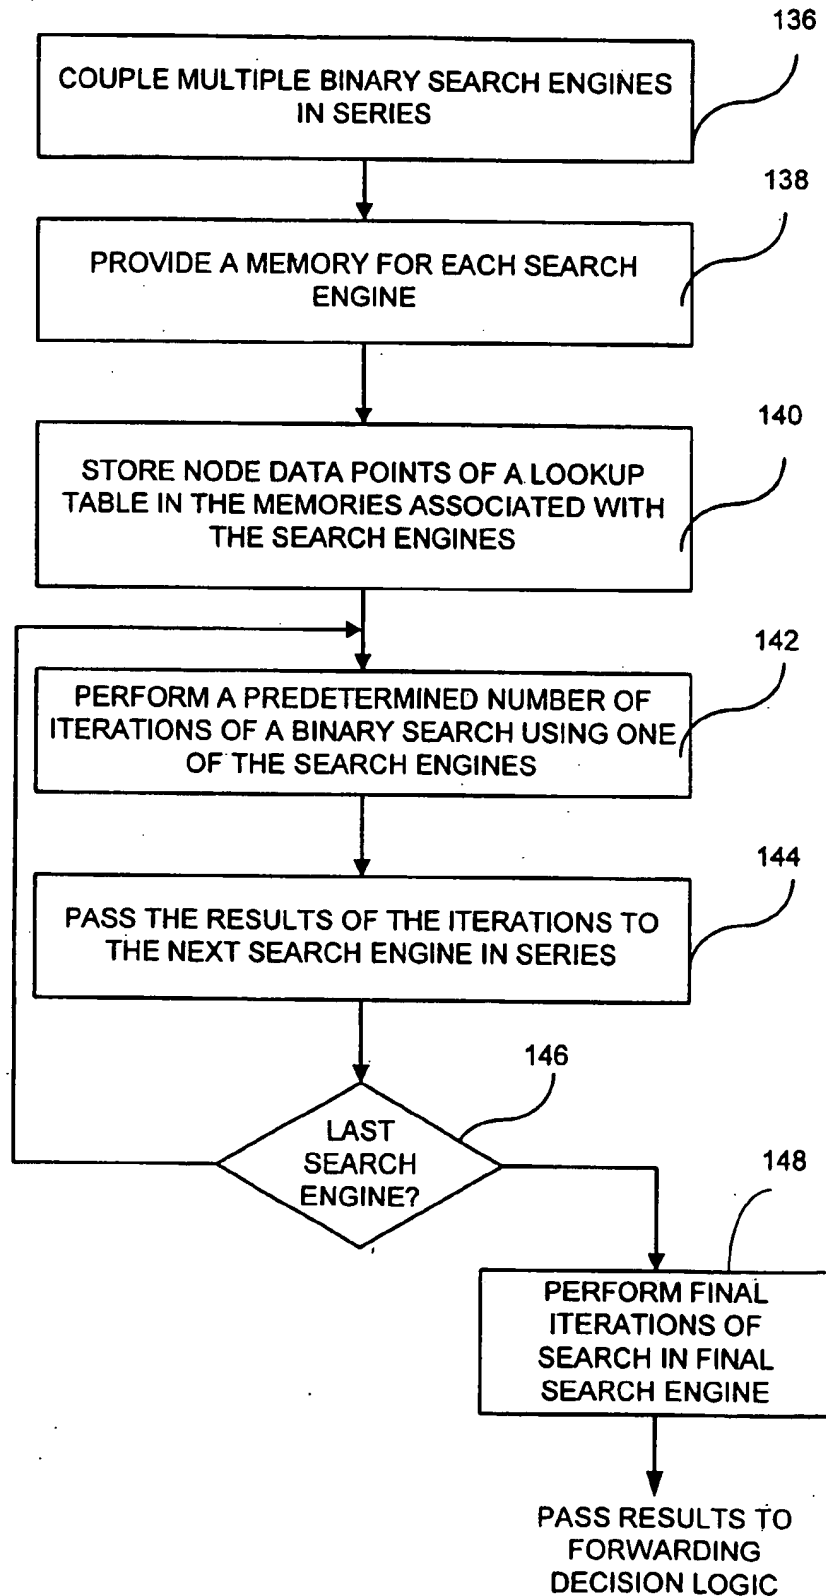 136
COUPLE MULTIPLE BINARY SEARCH ENGINES
IN SERIES
138
PROVIDE A MEMORY FOR EACH SEARCH
ENGINE
140
STORE NODE DATA POINTS OF A LOOKUP
TABLE IN THE MEMORIES ASSOCIATED WITH
THE SEARCH ENGINES
142
PERFORM A PREDETERMINED NUMBER OF
ITERATIONS OF A BINARY SEARCH USING ONE
OF THE SEARCH ENGINES
144
PASS THE RESULTS OF THE ITERATIONS TO
THE NEXT SEARCH ENGINE IN SERIES
146
LAST
SEARCH
ENGINE?
148
PERFORM FINAL
ITERATIONS OF
SEARCH IN FINAL
SEARCH ENGINE
PASS RESULTS TO
FORWARDING
DECISION LOGIC